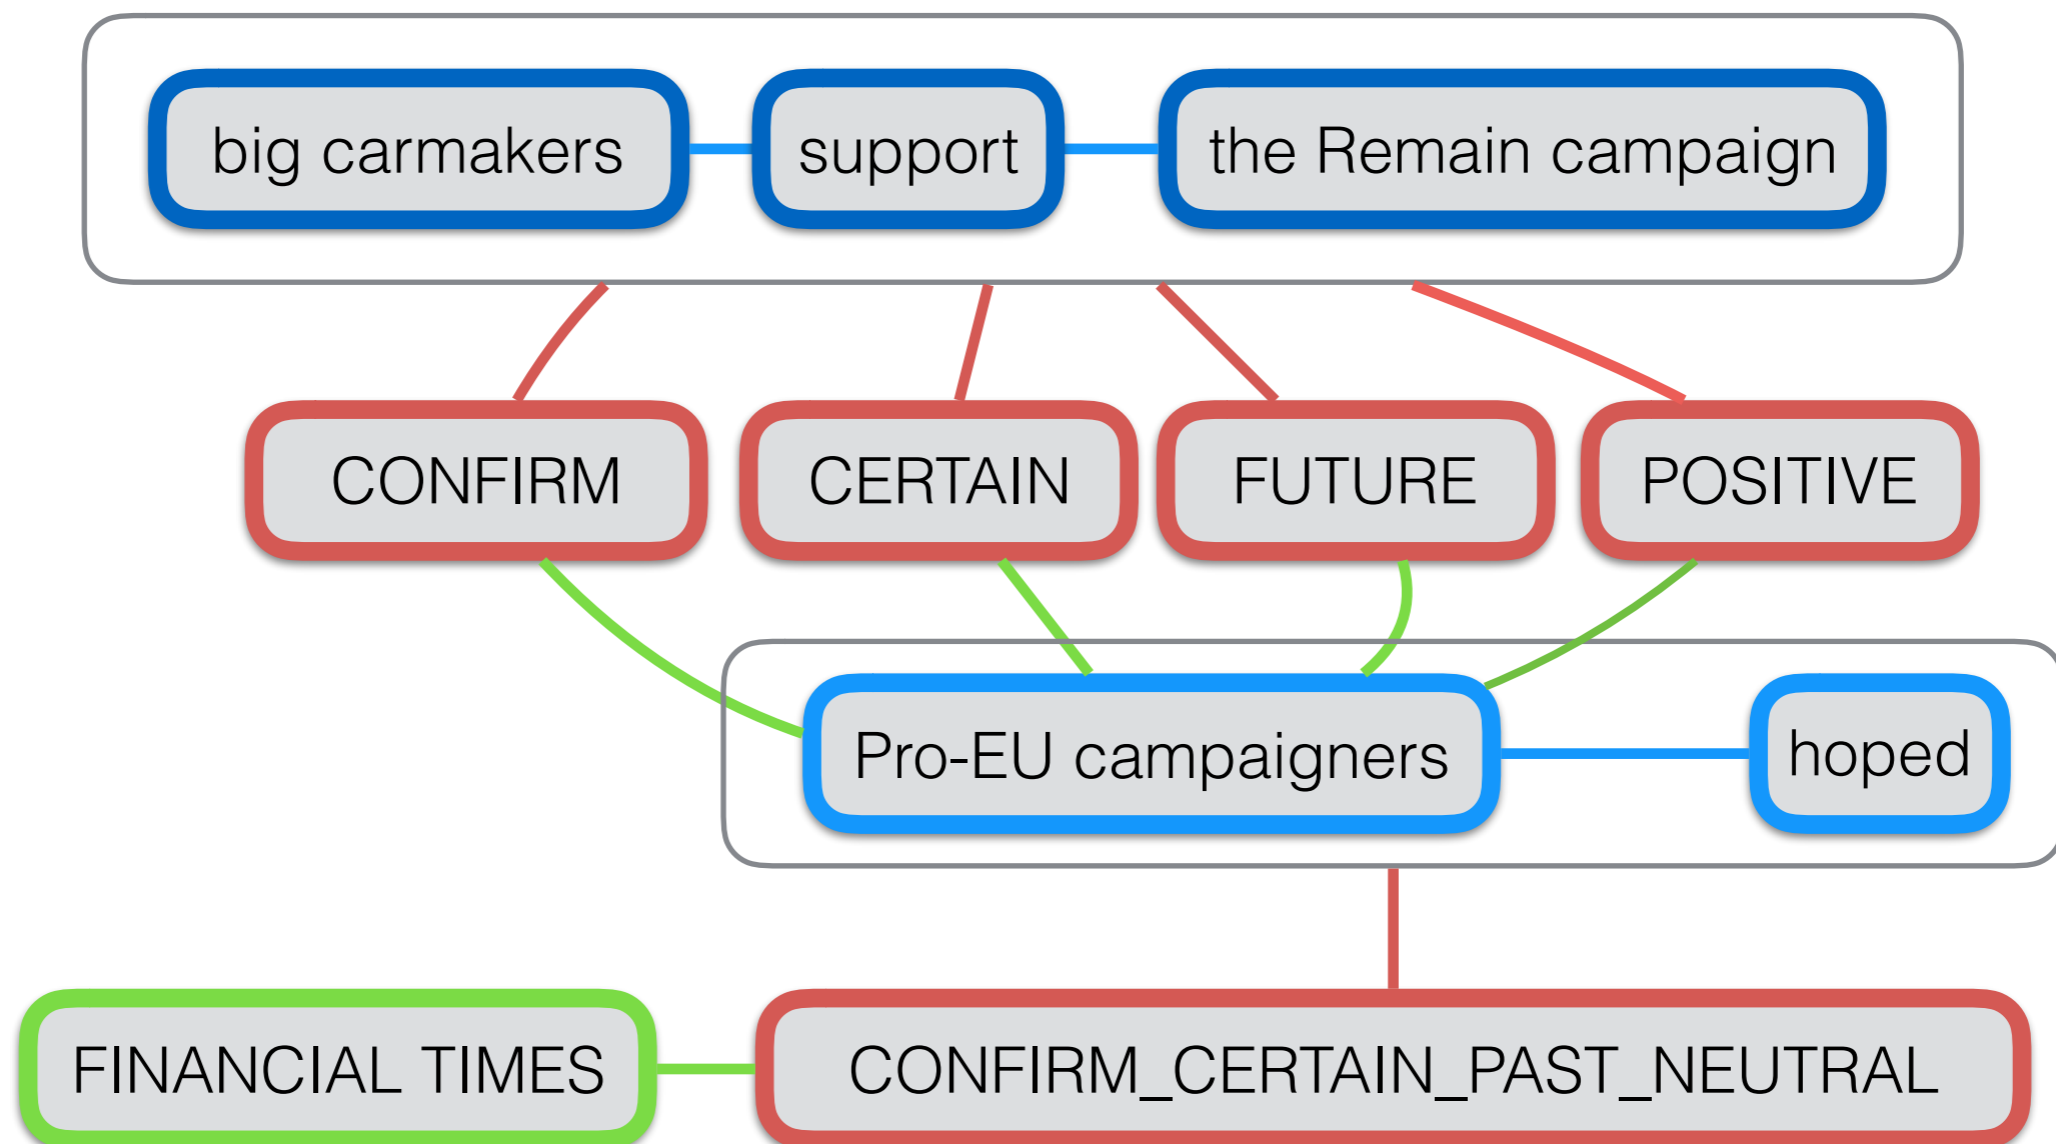 big carmakers
support
the Remain campaign
CONFIRM
CERTAIN
FUTURE
POSITIVE
Pro-EU campaigners
hoped
FINANCIAL TIMES
CONFIRM_CERTAIN_PAST_NEUTRAL